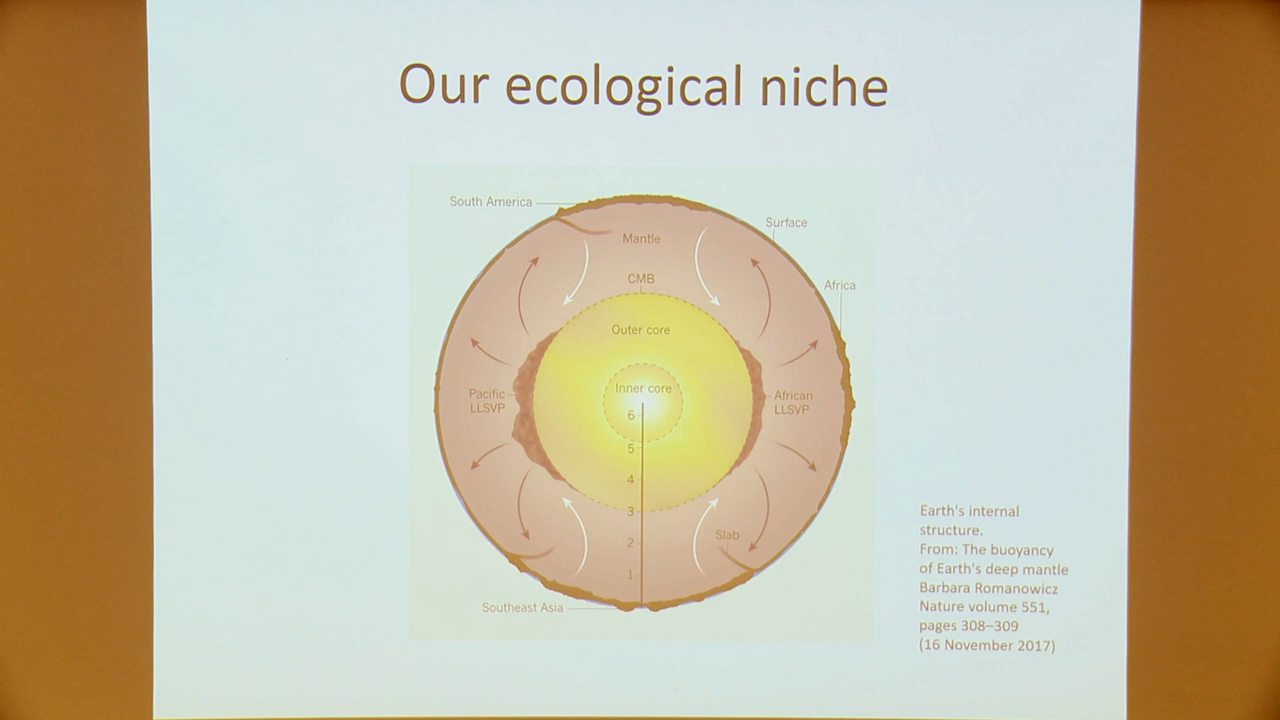 Our ecological niche
South America
Surface
Mantle
CMB
Africa
Outer core
Inner core
Pacific
LLSVP
African
LLSVP
6
5
4
3
2
1
Slab
Southeast Asia
Earth's internal
structure.
From: The buoyancy
of Earth's deep mantle
Barbara Romanowicz
Nature volume 551,
pages 308–309
(16 November 2017)